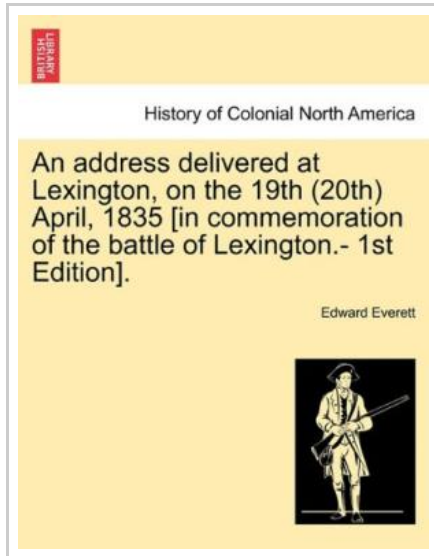 BRITISH
LIBRARY
History of Colonial North America
An address delivered at
Lexington, on the 19th (20th)
April, 1835 [in commemoration
of the battle of Lexington.- 1st
Edition].
Edward Everett